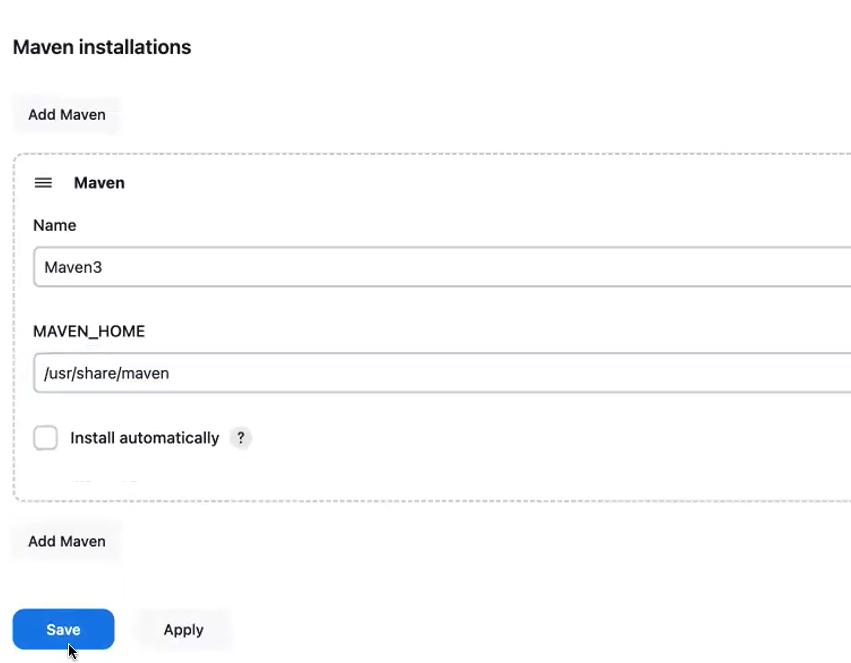 Maven installations
Add Maven
Maven
Name
Maven3
MAVEN_HOME
/usr/share/maven
Install automatically ?
Add Maven
Save Apply